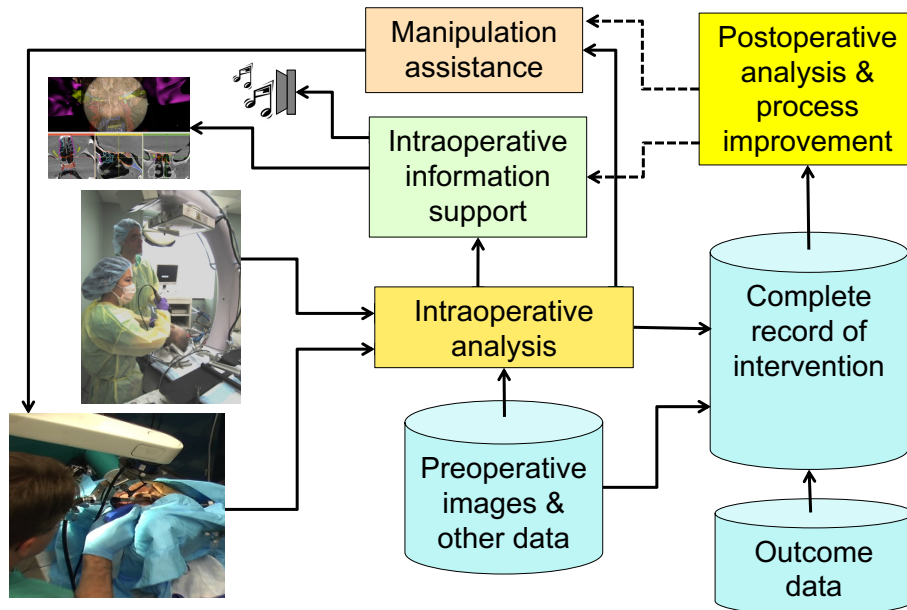 Manipulation
assistance
Postoperative
analysis &
process
improvement
Intraoperative
information
support
Intraoperative
analysis
Complete
record of
intervention
Preoperative
images &
other data
Outcome
data